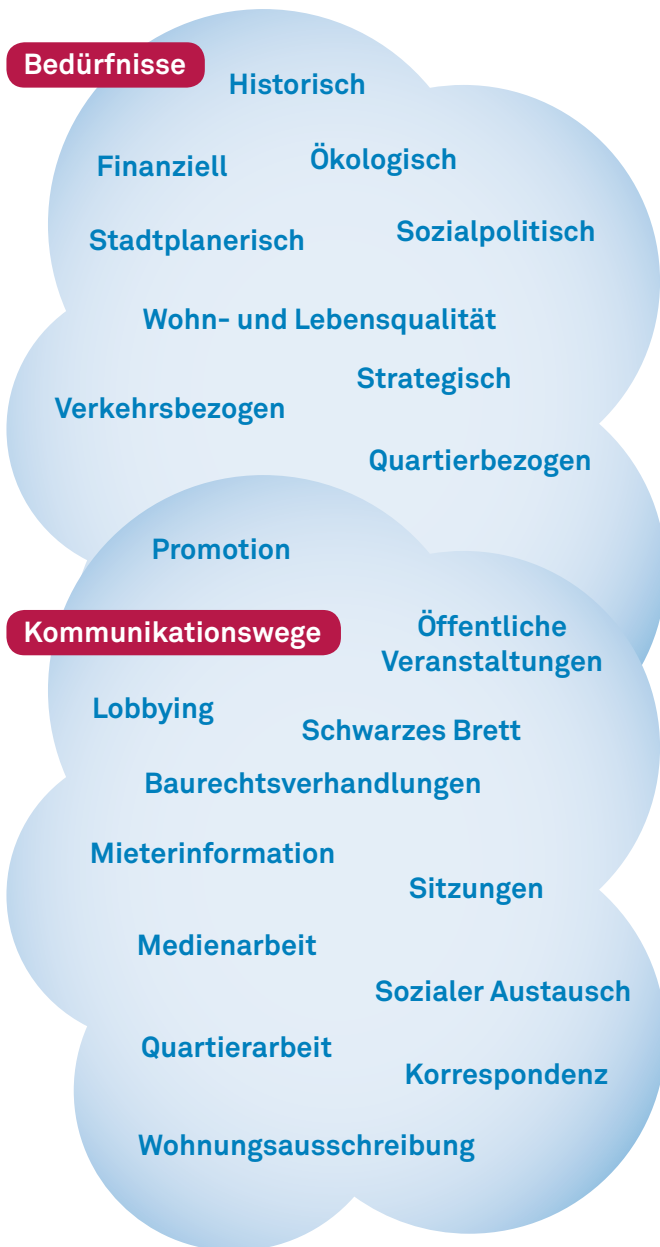 Bedürfnisse
Historisch
Finanziell
Ökologisch
Stadtplanerisch
Sozialpolitisch
Wohn- und Lebensqualität
Strategisch
Verkehrsbezogen
Quartierbezogen
Promotion
Kommunikationswege
Öffentliche
Veranstaltungen
Lobbying
Schwarzes Brett
Baurechtsverhandlungen
Mieterinformation
Sitzungen
Medienarbeit
Sozialer Austausch
Quartierarbeit
Korrespondenz
Wohnungsausschreibung